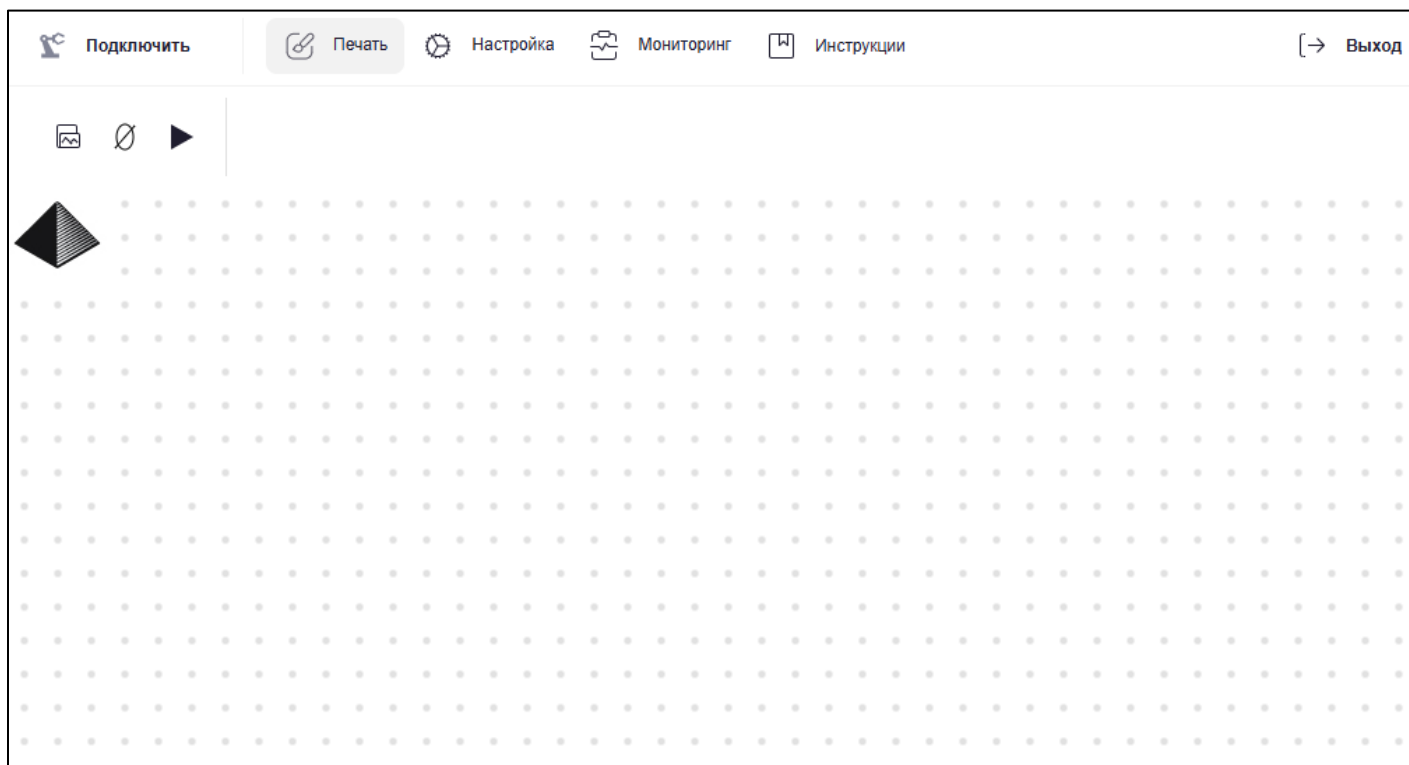 Подключить Печать Настройка Мониторинг Инструкции Выход